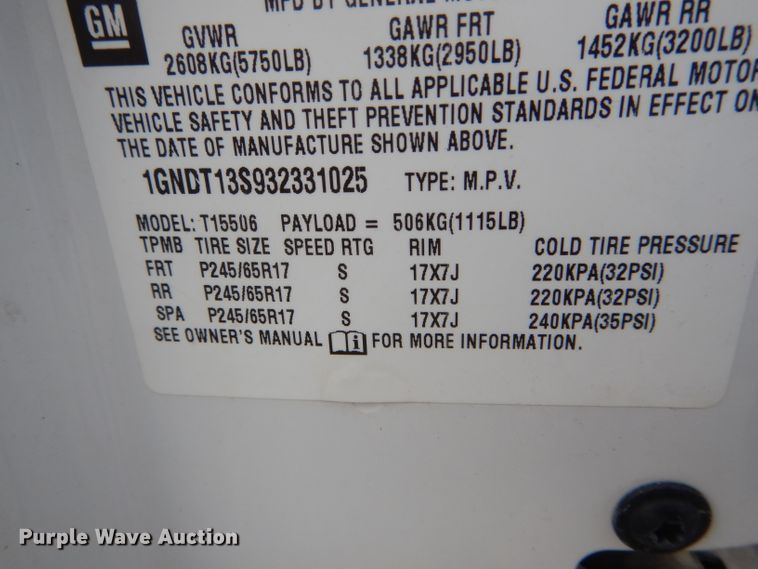 MFD BY GENERAL
GM
GVWR GAWR FRT GAWR RR
2608KG(5750LB) 1338KG(2950LB) 1452KG(3200LB)
THIS VEHICLE CONFORMS TO ALL APPLICABLE U.S. FEDERAL MOTOR
VEHICLE SAFETY AND THEFT PREVENTION STANDARDS IN EFFECT ON
THE DATE OF MANUFACTURE SHOWN ABOVE.
1GNDT13S932331025 TYPE: M.P.V.
MODEL: T15506 PAYLOAD = 506KG(1115LB)
TPMB TIRE SIZE SPEED RTG RIM COLD TIRE PRESSURE
FRT P245/65R17 S 17X7J 220KPA(32PSI)
RR P245/65R17 S 17X7J 220KPA(32PSI)
SPA P245/65R17 S 17X7J 240KPA(35PSI)
SEE OWNER'S MANUAL i FOR MORE INFORMATION.
Purple Wave Auction